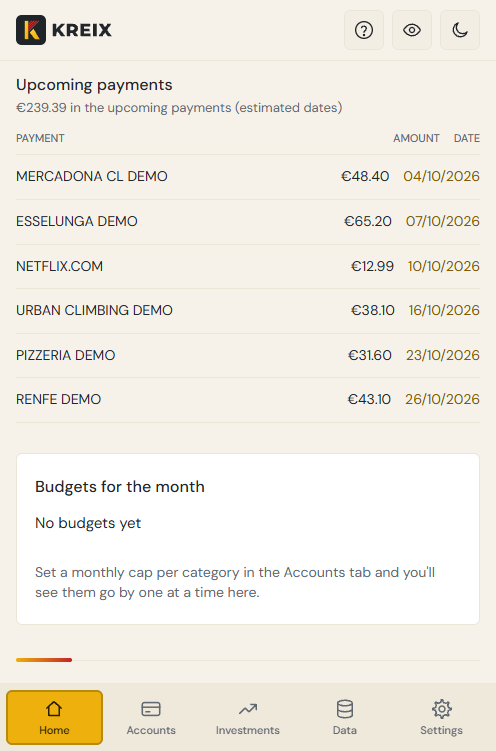 KREIX
Upcoming payments
€239.39 in the upcoming payments (estimated dates)
PAYMENT AMOUNT DATE
MERCADONA CL DEMO €48.40 04/10/2026
ESSELUNGA DEMO €65.20 07/10/2026
NETFLIX.COM €12.99 10/10/2026
URBAN CLIMBING DEMO €38.10 16/10/2026
PIZZERIA DEMO €31.60 23/10/2026
RENFE DEMO €43.10 26/10/2026
Budgets for the month
No budgets yet
Set a monthly cap per category in the Accounts tab and you'll
see them go by one at a time here.
Home Accounts Investments Data Settings